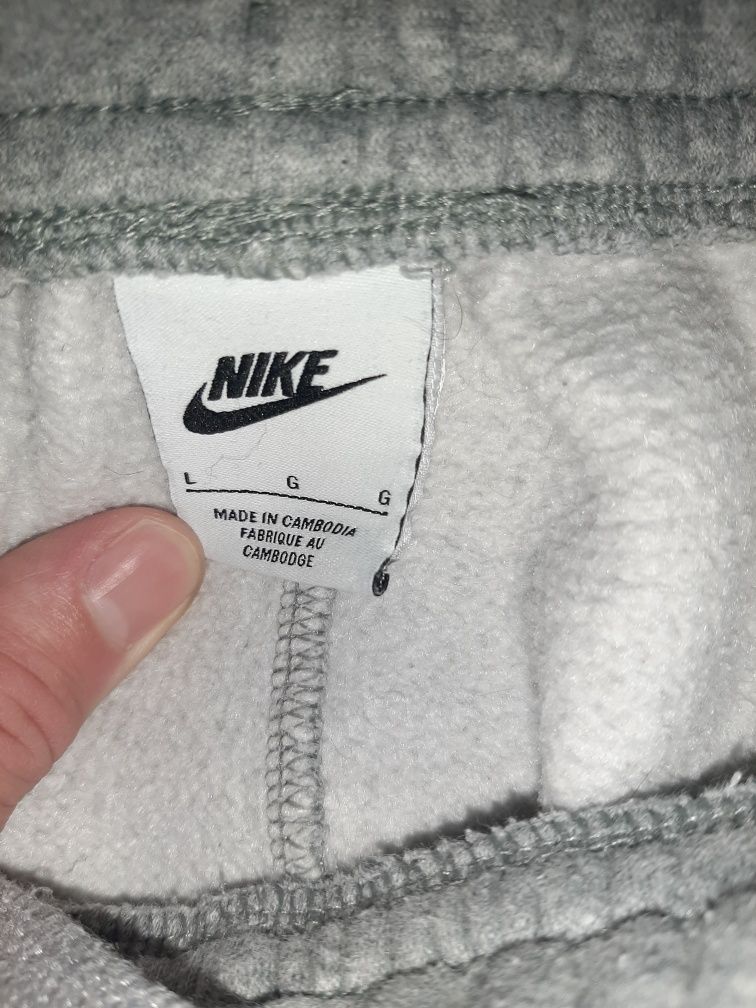 NIKE
L G G
MADE IN CAMBODIA
FABRIQUE AU
CAMBODGE